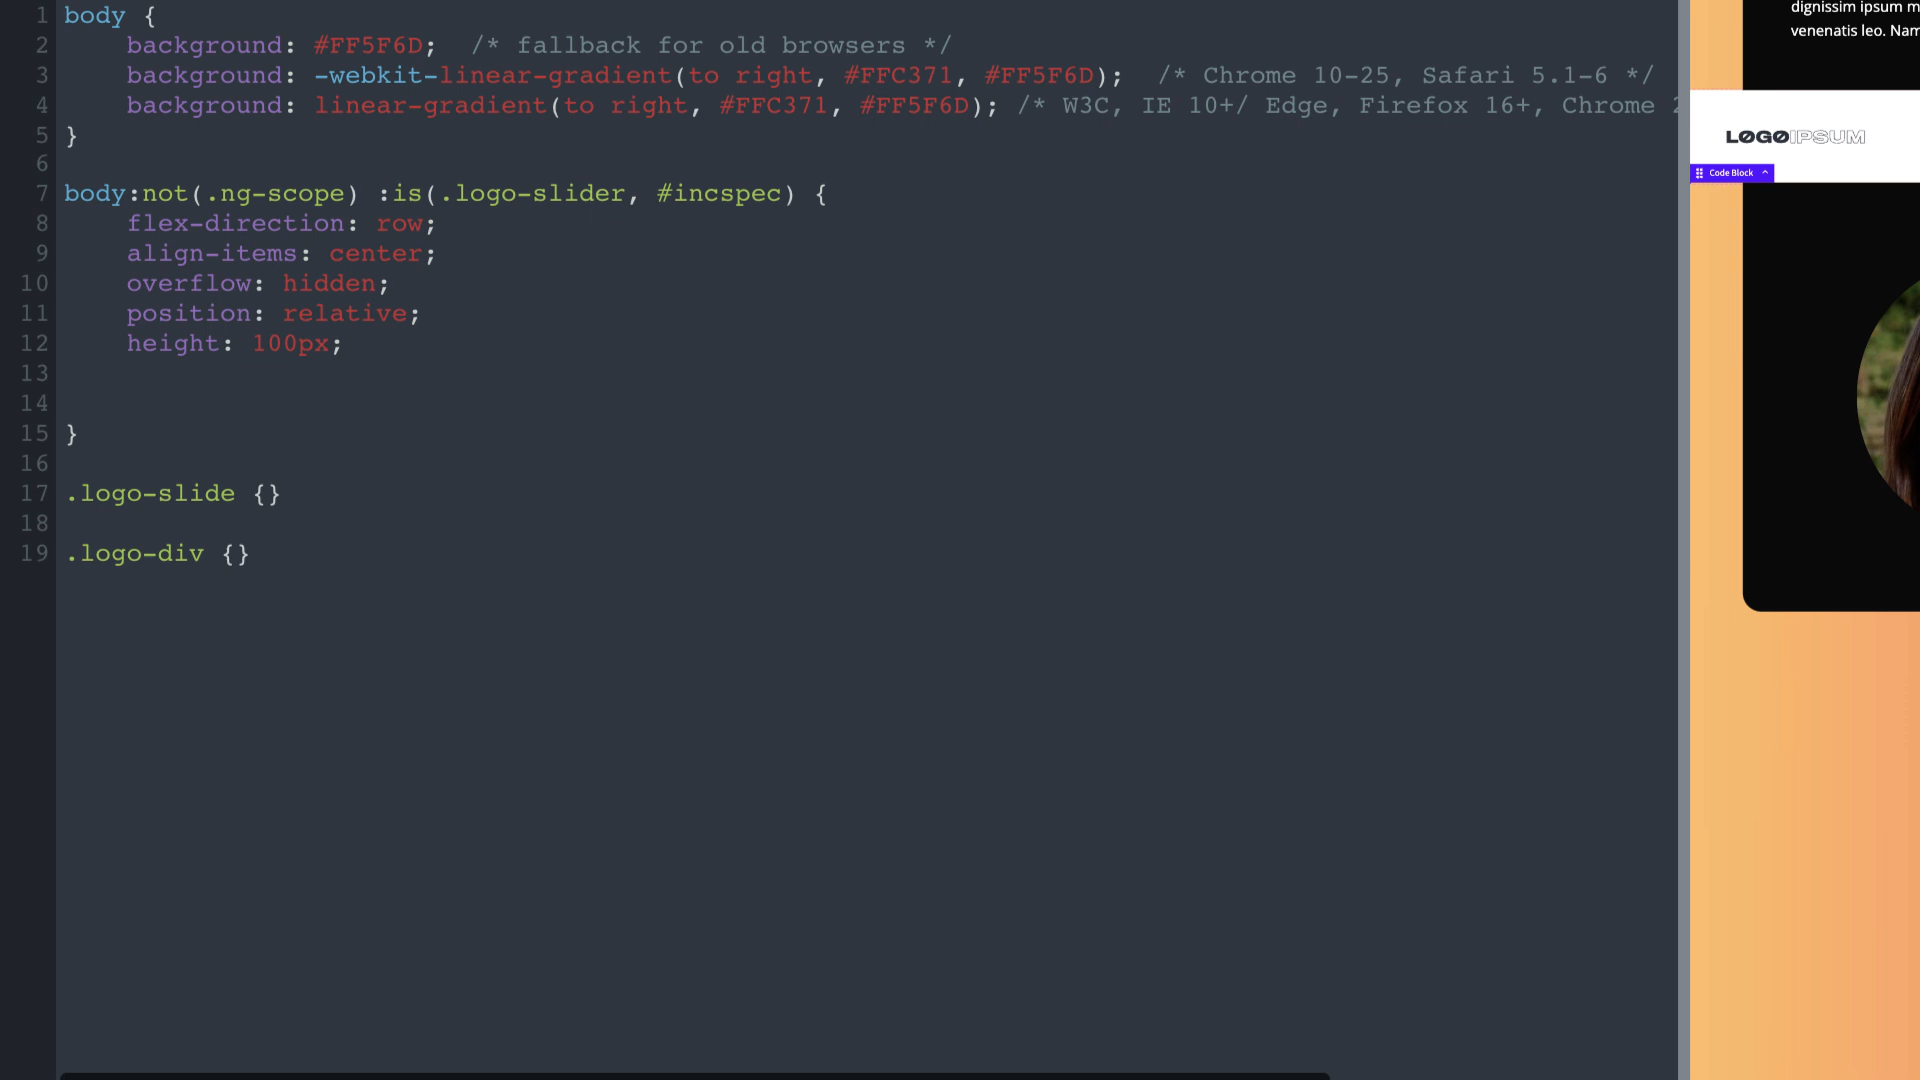 1 body {
2 background: #FF5F6D; /* fallback for old browsers */
3 background: -webkit-linear-gradient(to right, #FFC371, #FF5F6D); /* Chrome 10-25, Safari 5.1-6 */
4 background: linear-gradient(to right, #FFC371, #FF5F6D); /* W3C, IE 10+/ Edge, Firefox 16+, Chrome
5 }
6
7 body:not(.ng-scope) :is(.logo-slider, #incspec) {
8 flex-direction: row;
9 align-items: center;
10 overflow: hidden;
11 position: relative;
12 height: 100px;
13
14
15 }
16
17 .logo-slide {}
18
19 .logo-div {}
dignissim ipsum
venenatis leo. Nam
LOGOIPSUM
Code Block